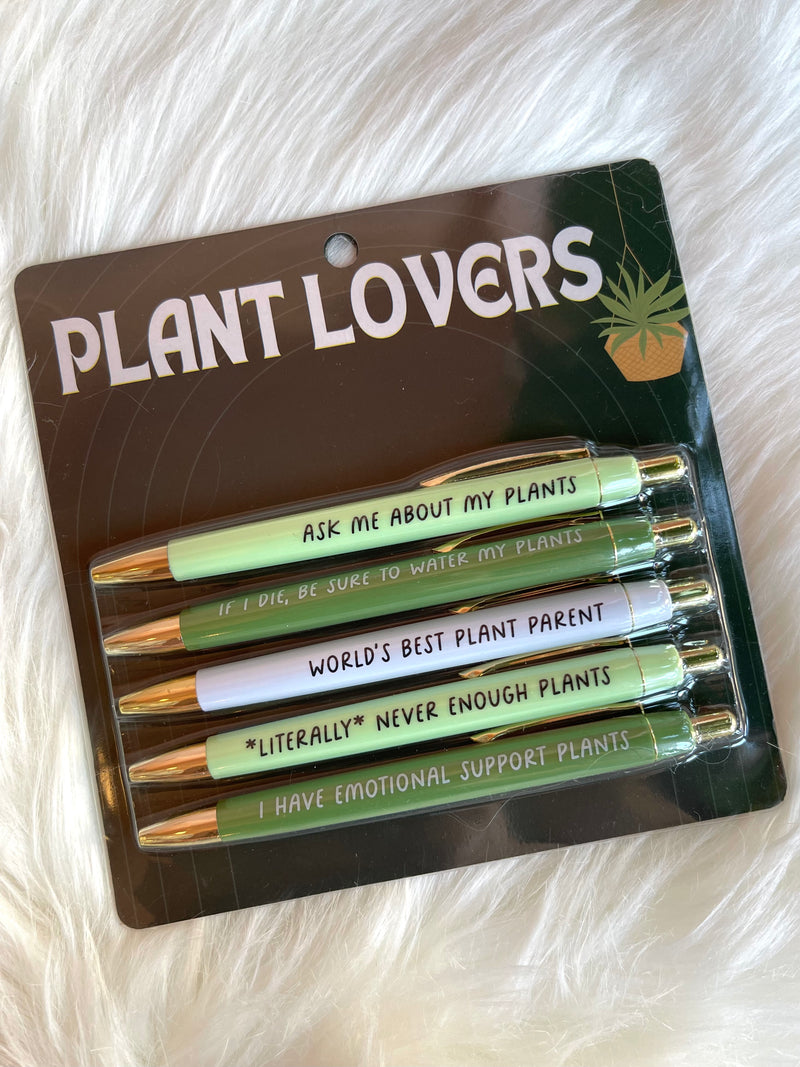 PLANT LOVERS
ASK ME ABOUT MY PLANTS
IF I DIE, BE SURE TO WATER MY PLANTS
WORLD'S BEST PLANT PARENT
*LITERALLY* NEVER ENOUGH PLANTS
I HAVE EMOTIONAL SUPPORT PLANTS